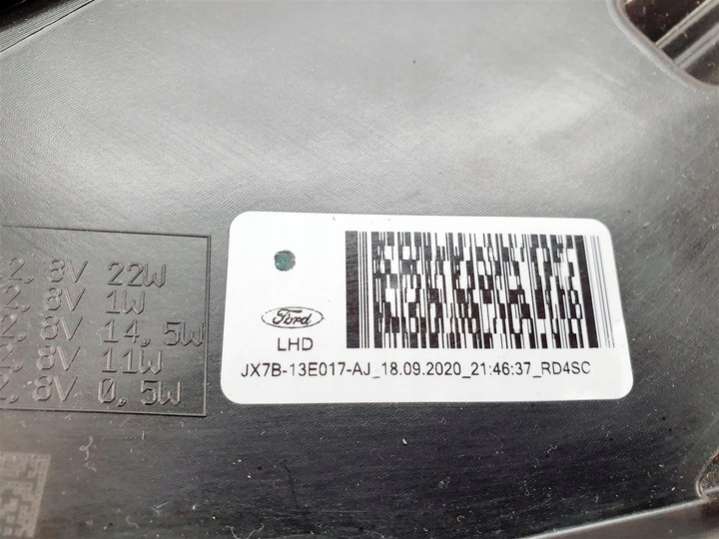 2, 8V 22W
2, 8V 1W
2, 8V 14, 5W
2, 8V 11W
2, 8V 0, 5W
Ford
LHD
JX7B-13E017-AJ_18.09.2020_21:46:37_RD4SC